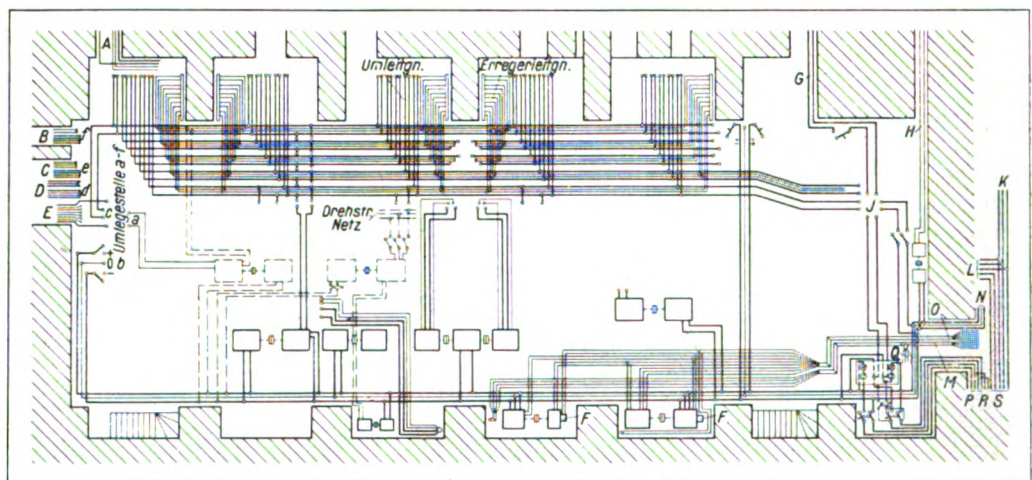 A
Umleitgn.
Erregerleitgn.
G
B
f
H
C
e
D
d
K
E
c
a
Umlegestelle a-f
Drehstr.
Netz
J
b
L
N
O
Q
M
F
F
P R S